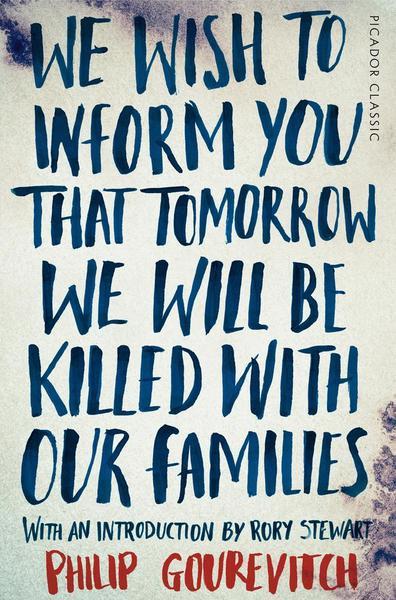 WE WISH TO
INFORM YOU
THAT TOMORROW
WE WILL BE
KILLED WITH
OUR FAMILIES
WITH AN INTRODUCTION BY RORY STEWART
PHILIP GOUREVITCH
PICADOR CLASSIC